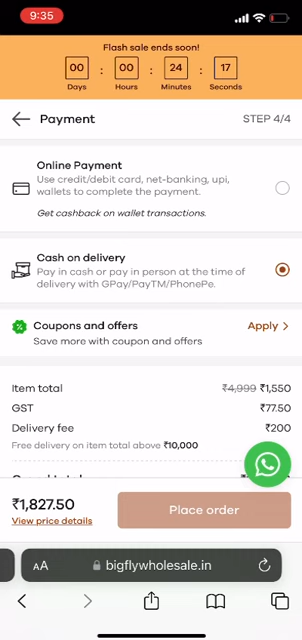 9:35
Flash sale ends soon!
00 : 00 : 24 : 17
Days Hours Minutes Seconds
Payment STEP 4/4
Online Payment
Use credit/debit card, net-banking, upi,
wallets to complete the payment.
Get cashback on wallet transactions.
Cash on delivery
Pay in cash or pay in person at the time of
delivery with GPay/PayTM/PhonePe.
Coupons and offers Apply >
Save more with coupon and offers
Item total ₹4,999 ₹1,550
GST ₹77.50
Delivery fee ₹200
Free delivery on item total above ₹10,000
₹1,827.50
View price details
Place order
AA bigflywholesale.in